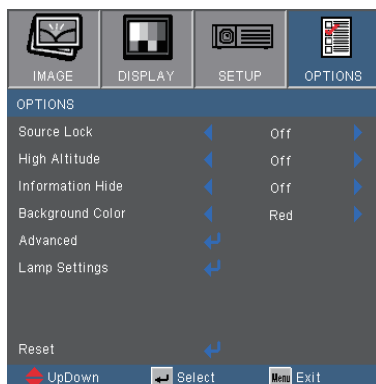 IMAGE DISPLAY SETUP OPTIONS
OPTIONS
Source Lock Off
High Altitude Off
Information Hide Off
Background Color Red
Advanced
Lamp Settings
Reset
UpDown Select Menu Exit